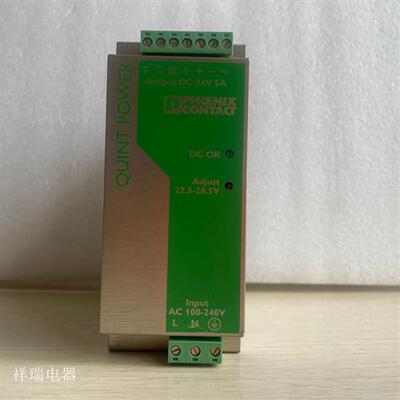 + + - -
Output DC 24V 5A
PHŒNIX
CONTACT
QUINT POWER
DC OK
Adjust
22.5-28.5V
Input
AC 100-240V
L N
祥瑞电器